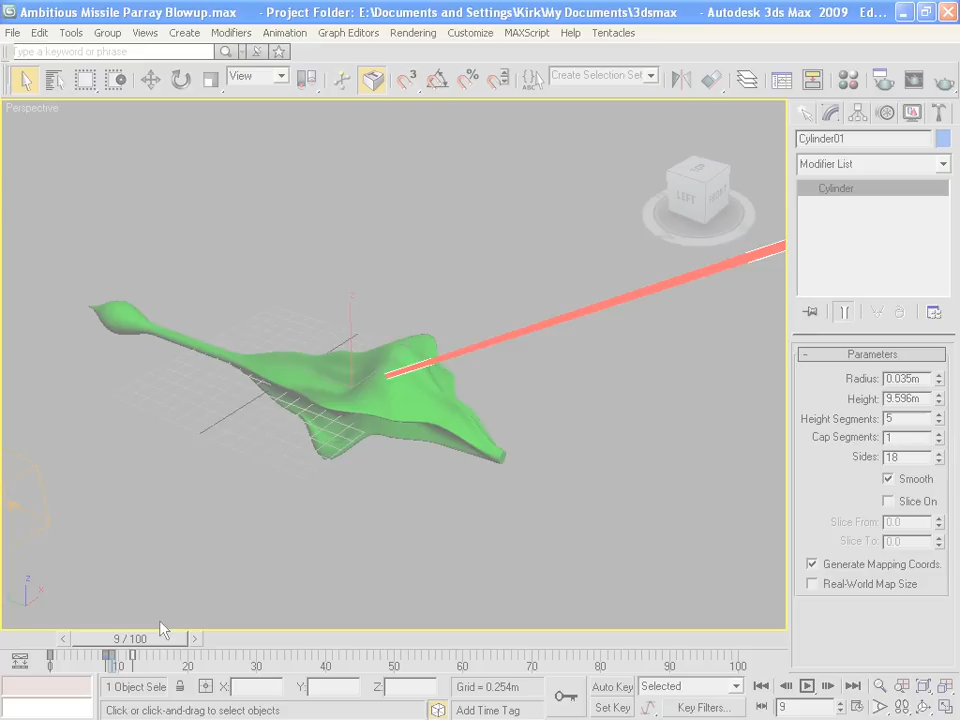 Ambitious Missile Parray Blowup.max - Project Folder: E:\Documents and Settings\Kirk\My Documents\3dsmax - Autodesk 3ds Max 2009 Ed...
File Edit Tools Group Views Create Modifiers Animation Graph Editors Rendering Customize MAXScript Help Tentacles
Type a keyword or phrase
View
3
%
ABC
Create Selection Set
Perspective
LEFT
FRONT
z
Cylinder01
Modifier List
Cylinder
- Parameters
Radius: 0.035m
Height: 9.596m
Height Segments: 5
Cap Segments: 1
Sides: 18
Smooth
Slice On
Slice From: 0.0
Slice To: 0.0
Generate Mapping Coords.
Real-World Map Size
z
x
< 9 / 100 >
0 10 20 30 40 50 60 70 80 90 100
1 Object Sele X: Y: Z: Grid = 0.254m Auto Key Selected
Click or click-and-drag to select objects Add Time Tag Set Key Key Filters... 9